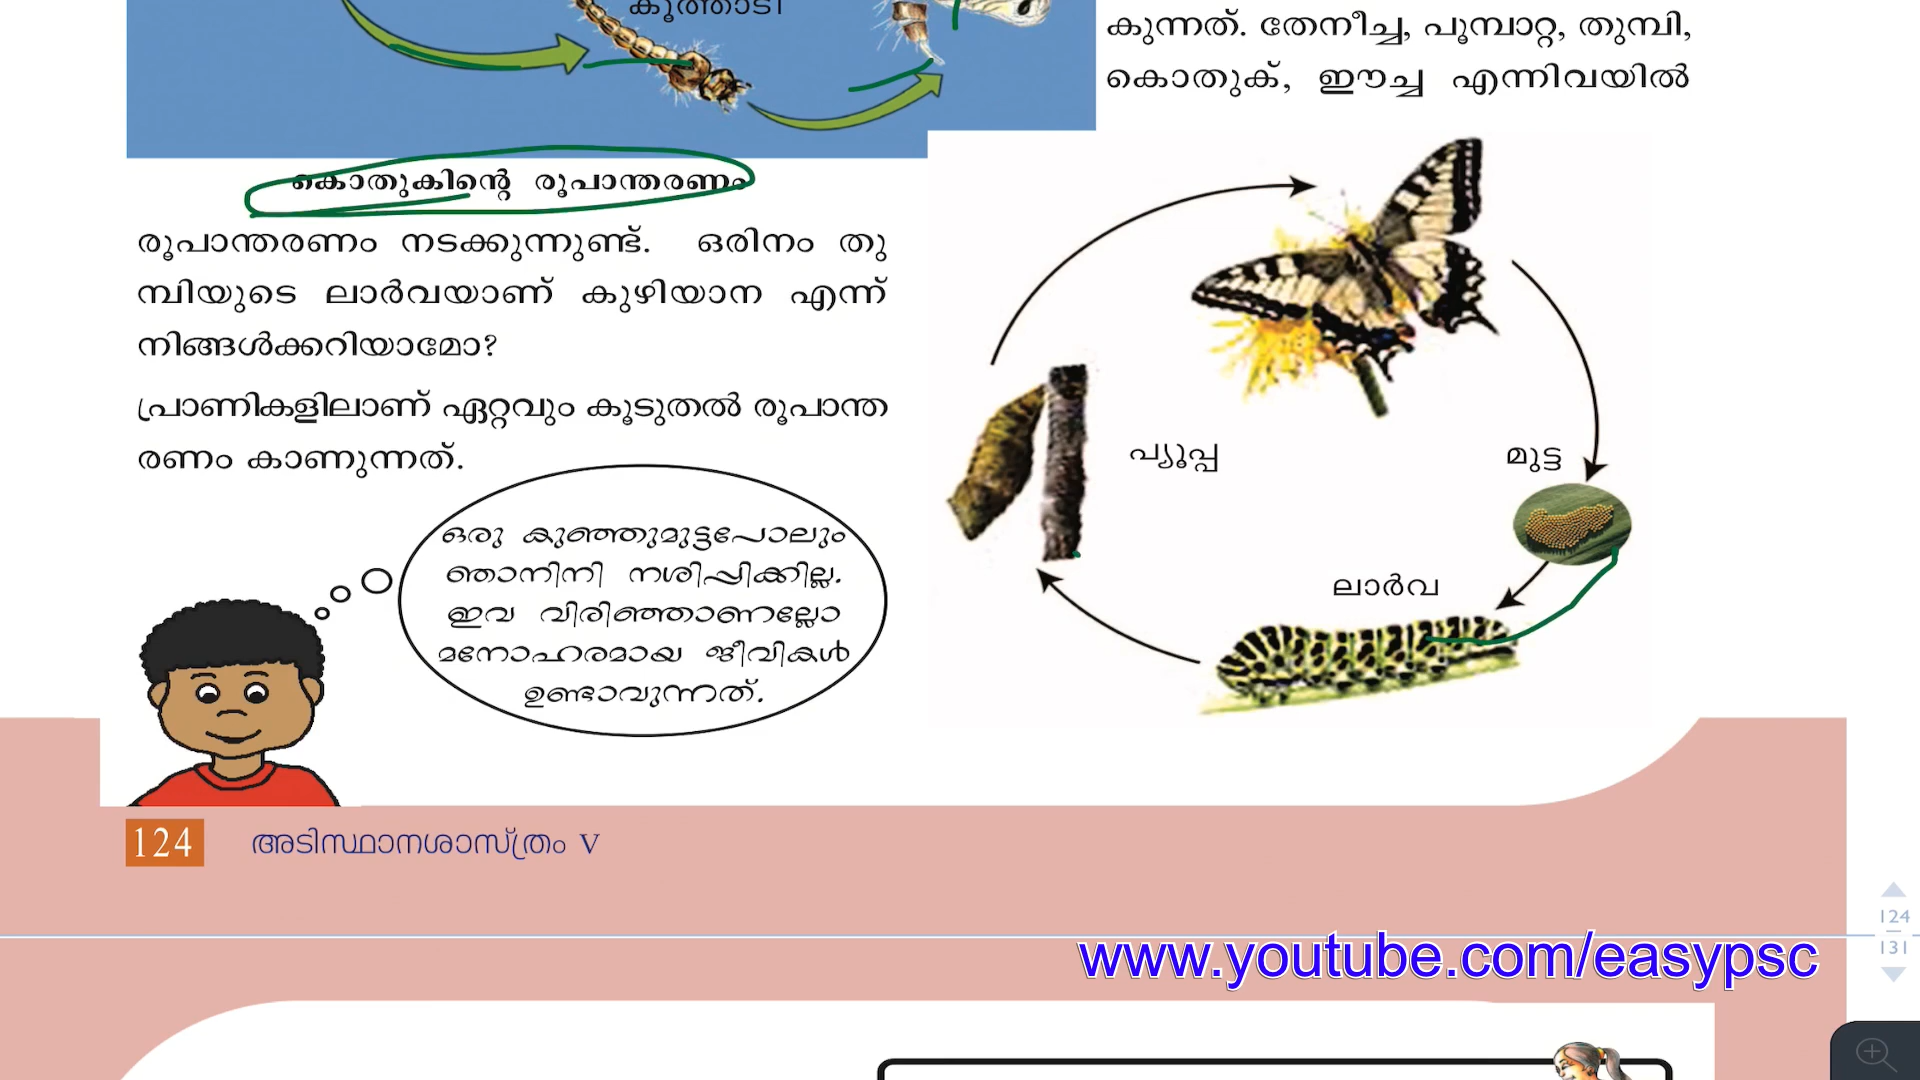 കൂത്താടി
കൊതുകിന്റെ രൂപാന്തരണം
രൂപാന്തരണം നടക്കുന്നുണ്ട്. ഒരിനം തു
മ്പിയുടെ ലാർവയാണ് കുഴിയാന എന്ന്
നിങ്ങൾക്കറിയാമോ?
പ്രാണികളിലാണ് ഏറ്റവും കൂടുതൽ രൂപാന്ത
രണം കാണുന്നത്.
ഒരു കുഞ്ഞുമുട്ടപോലും
ഞാനിനി നശിപ്പിക്കില്ല.
ഇവ വിരിഞ്ഞാണല്ലോ
മനോഹരമായ ജീവികൾ
ഉണ്ടാവുന്നത്.
കുന്നത്. തേനീച്ച, പൂമ്പാറ്റ, തുമ്പി,
കൊതുക്, ഈച്ച എന്നിവയിൽ
പ്യൂപ്പ
മുട്ട
ലാർവ
124 അടിസ്ഥാനശാസ്ത്രം V
www.youtube.com/easypsc
124
131